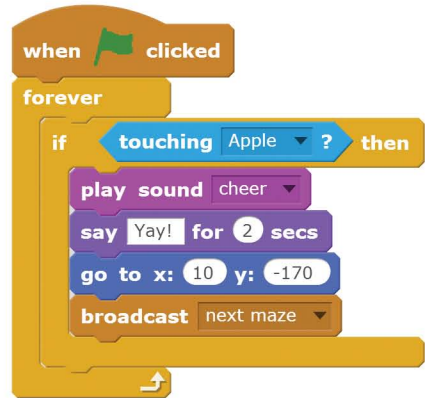 when clicked
forever
if touching Apple ? then
play sound cheer
say Yay! for 2 secs
go to x: 10 y: -170
broadcast next maze